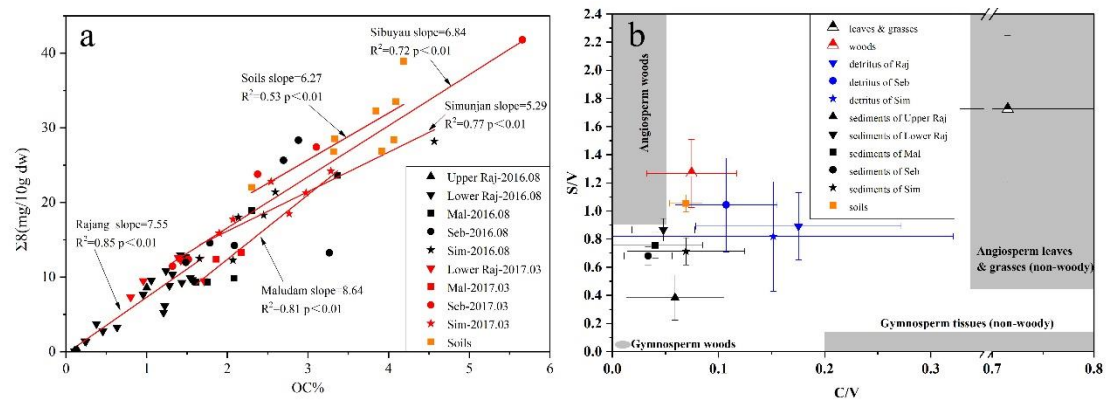 a
Sibuyau slope=6.84
R²=0.72 p<0.01
Soils slope=6.27
R²=0.53 p<0.01
Simunjan slope=5.29
R²=0.77 p<0.01
Rajang slope=7.55
R²=0.85 p<0.01
Maludam slope=8.64
R²=0.81 p<0.01
Upper Raj-2016.08
Lower Raj-2016.08
Mal-2016.08
Seb-2016.08
Sim-2016.08
Lower Raj-2017.03
Mal-2017.03
Seb-2017.03
Sim-2017.03
Soils
40
30
20
10
0
Σ8(mg/10g dw)
0 1 2 3 4 5 6
OC%
b
Angiosperm woods
leaves & grasses
woods
detritus of Raj
detritus of Seb
detritus of Sim
sediments of Upper Raj
sediments of Lower Raj
sediments of Mal
sediments of Seb
sediments of Sim
soils
Angiosperm leaves
& grasses (non-woody)
Gymnosperm tissues (non-woody)
Gymnosperm woods
2.4
2.2
2.0
1.8
1.6
1.4
1.2
1.0
0.8
0.6
0.4
0.2
0.0
S/V
0.0 0.1 0.2 0.3 0.7 0.8
C/V